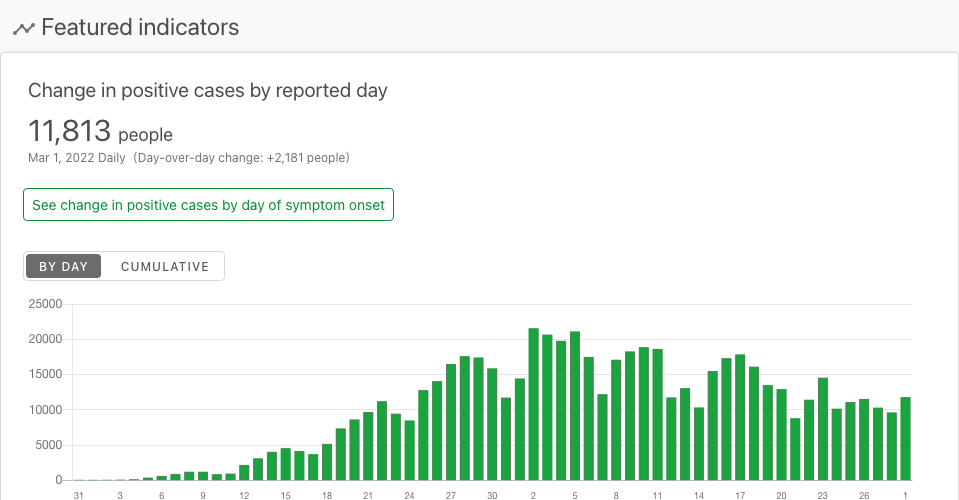 Featured indicators
Change in positive cases by reported day
11,813 people
Mar 1, 2022 Daily (Day-over-day change: +2,181 people)
See change in positive cases by day of symptom onset
BY DAY CUMULATIVE
25000
20000
15000
10000
5000
0
31 3 6 9 12 15 18 21 24 27 30 2 5 8 11 14 17 20 23 26 1